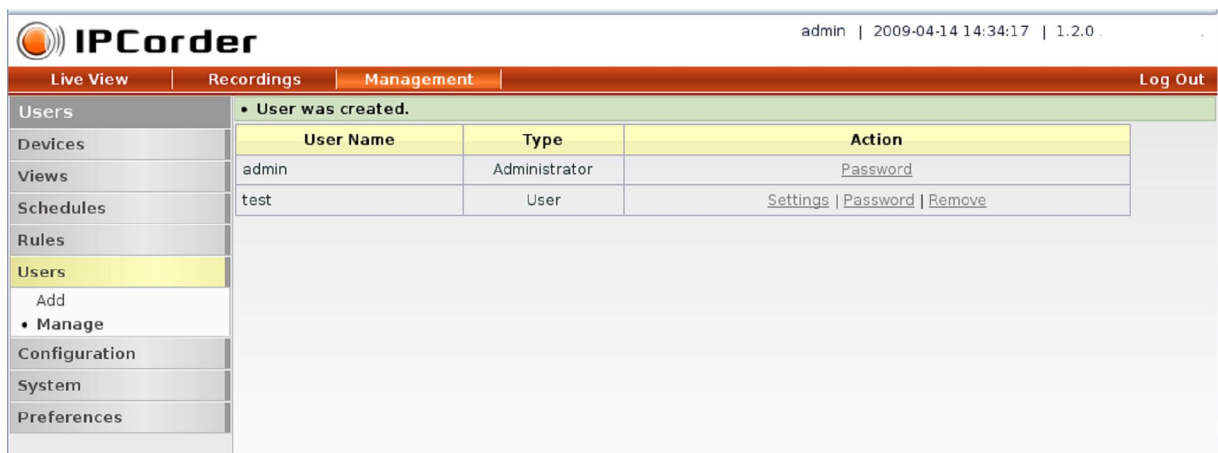 IPCorder
admin | 2009-04-14 14:34:17 | 1.2.0
Live View | Recordings | Management | Log Out
Users
Devices
Views
Schedules
Rules
Users
Add
• Manage
Configuration
System
Preferences
• User was created.
User Name Type Action
admin Administrator Password
test User Settings | Password | Remove